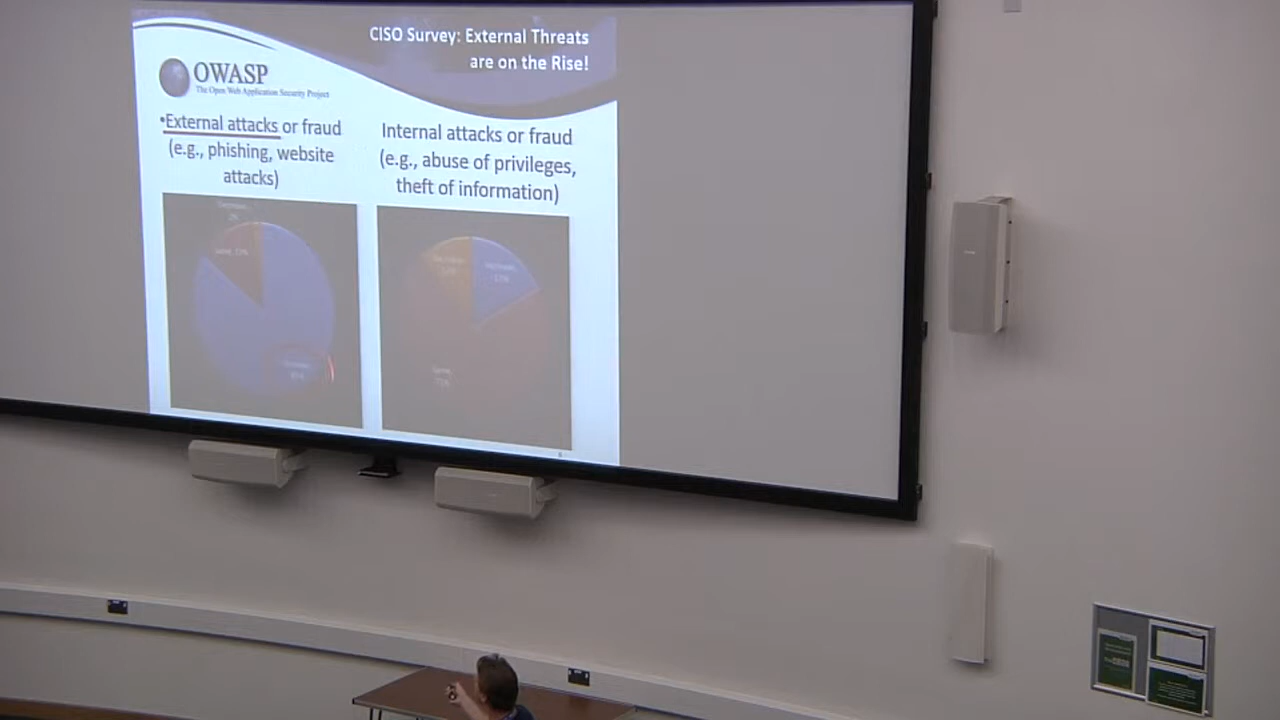 CISO Survey: External Threats
are on the Rise!
OWASP
The Open Web Application Security Project
•External attacks or fraud
(e.g., phishing, website
attacks)
Internal attacks or fraud
(e.g., abuse of privileges,
theft of information)